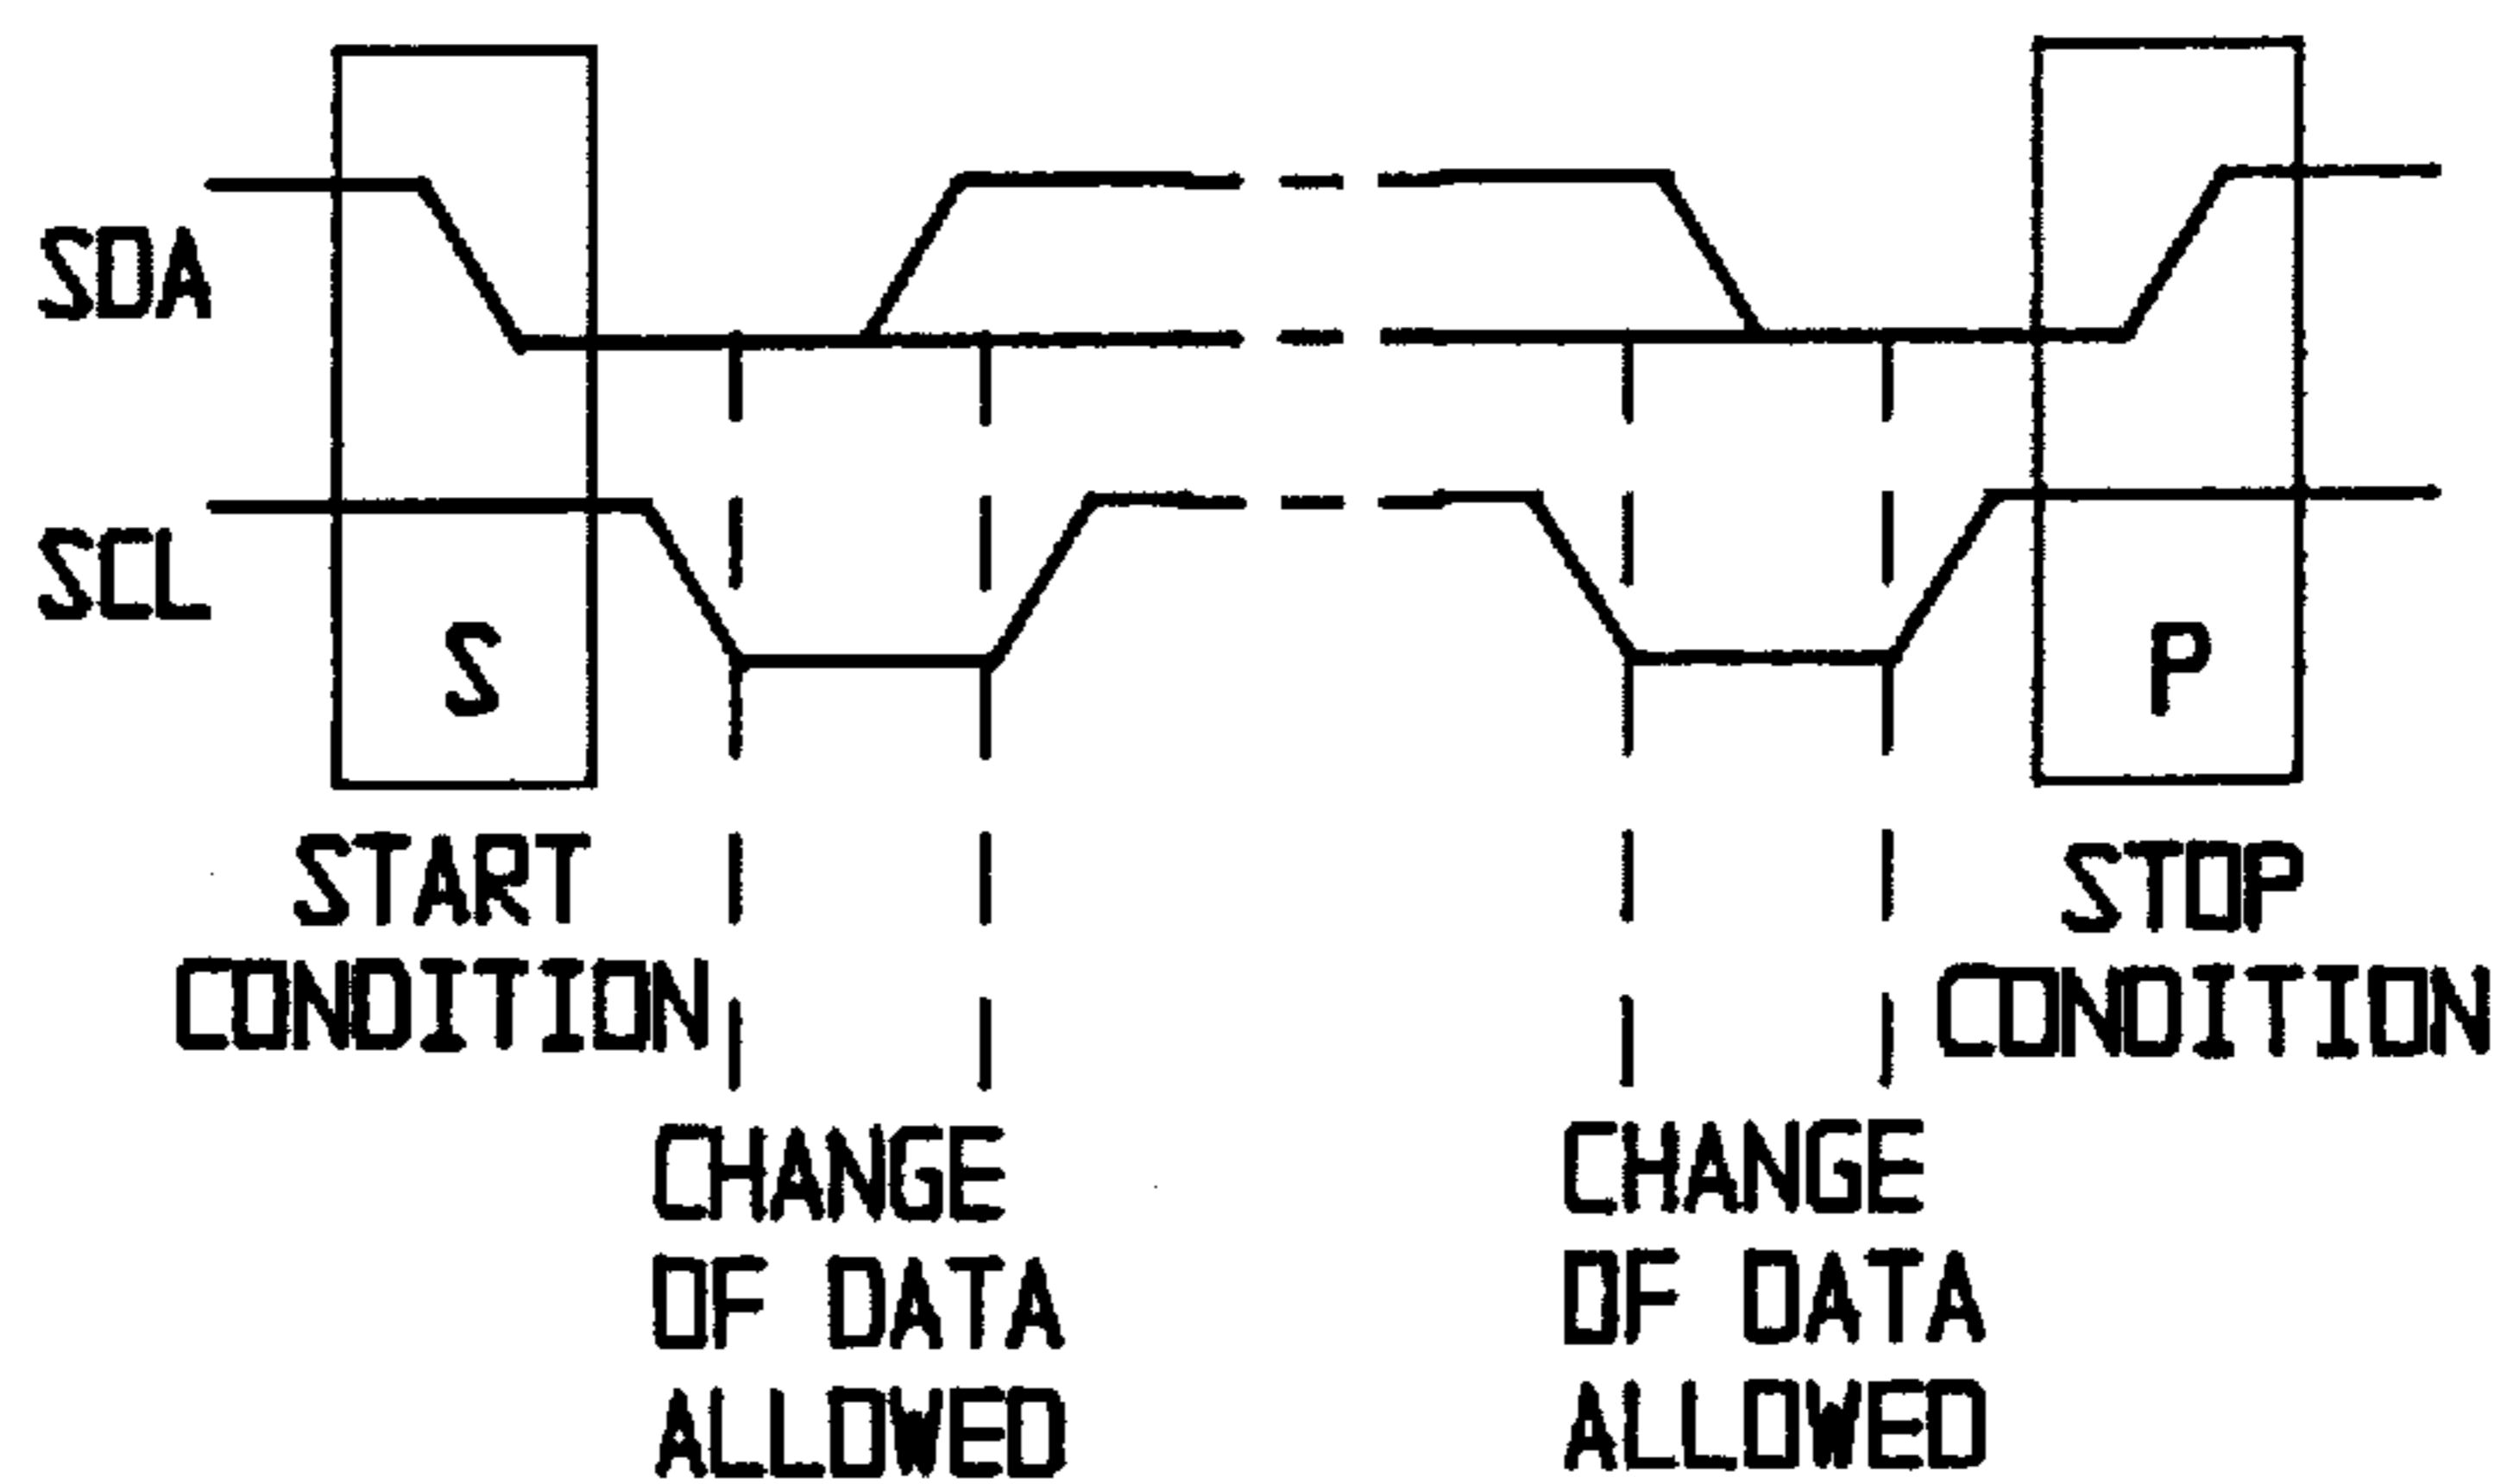 SDA
SCL
S
P
START
CONDITION
STOP
CONDITION
CHANGE
OF DATA
ALLOWED
CHANGE
OF DATA
ALLOWED